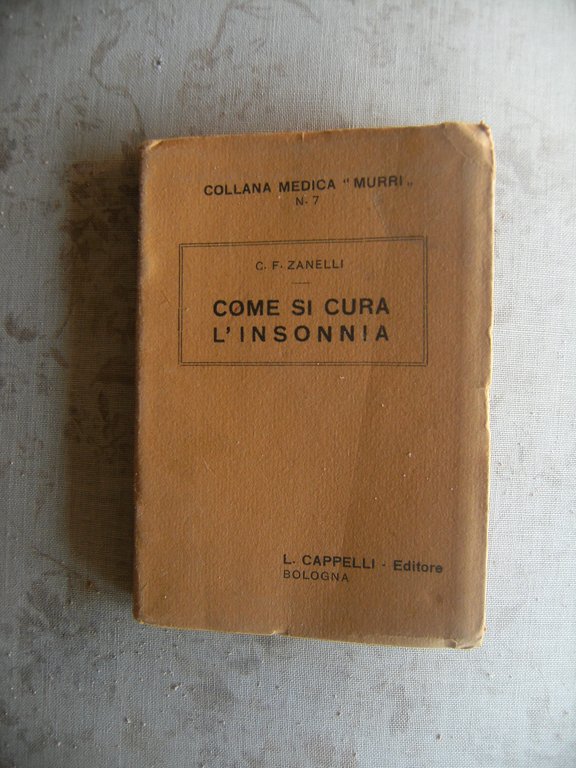 COLLANA MEDICA " MURRI „
N. 7
C. F. ZANELLI
COME SI CURA
L'INSONNIA
L. CAPPELLI - Editore
BOLOGNA